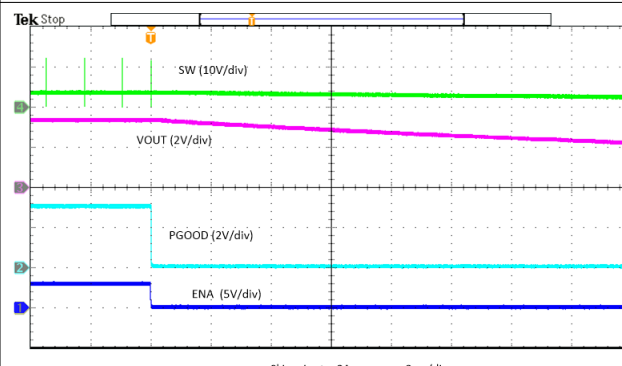 Tek Stop
T
T
SW (10V/div)
4
VOUT (2V/div)
3
PGOOD (2V/div)
2
ENA (5V/div)
1